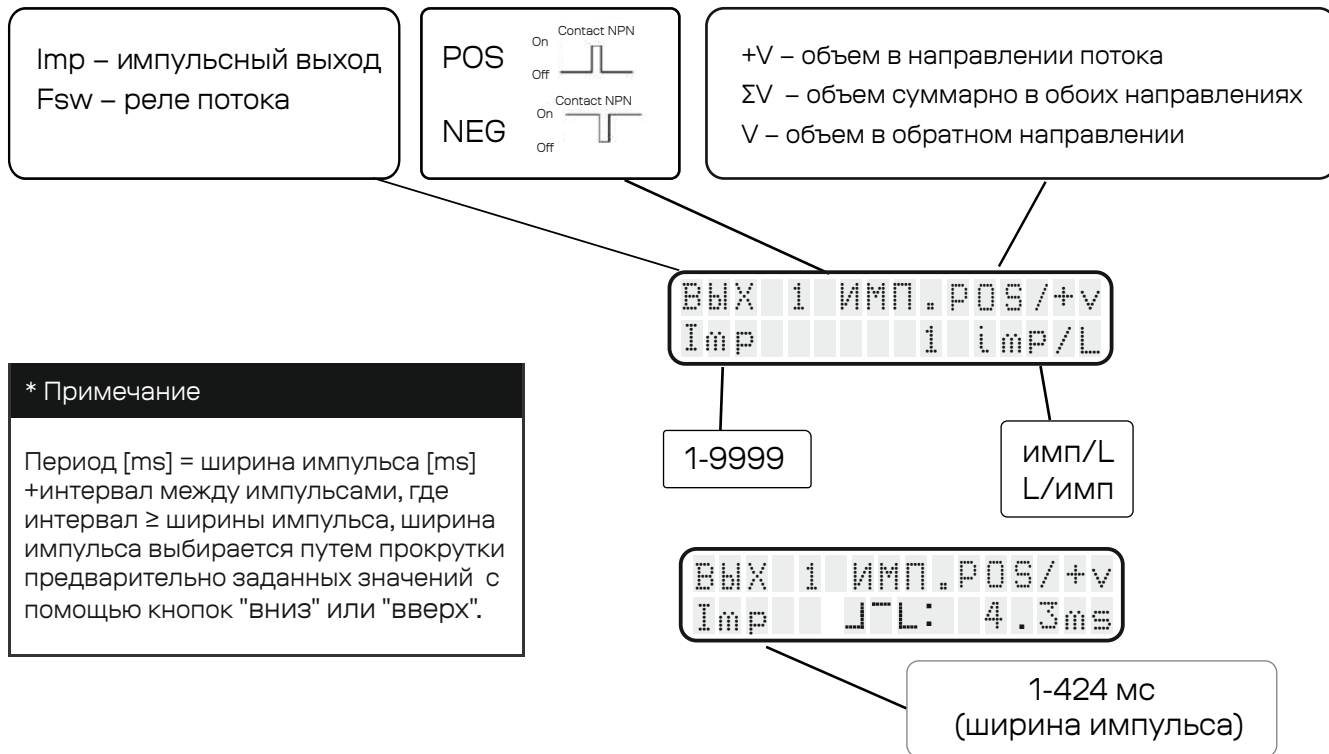 Imp – импульсный выход
Fsw – реле потока
POS
Contact NPN
On
Off
NEG
Contact NPN
On
Off
+V – объем в направлении потока
ΣV – объем суммарно в обоих направлениях
V – объем в обратном направлении
ВЫХ 1 ИМП.POS/+v
Imp 1 imp/L
* Примечание
Период [ms] = ширина импульса [ms]
+интервал между импульсами, где
интервал ≥ ширины импульса, ширина
импульса выбирается путем прокрутки
предварительно заданных значений с
помощью кнопок "вниз" или "вверх".
1-9999
имп/L
L/имп
ВЫХ 1 ИМП.POS/+v
Imp : 4.3ms
1-424 мс
(ширина импульса)